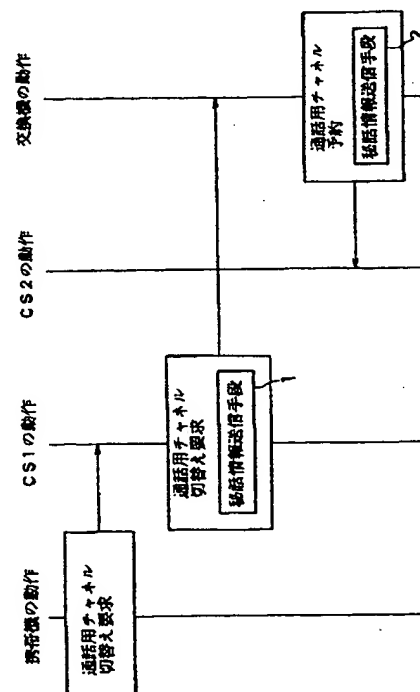 携帯機の動作
CS1の動作
CS2の動作
交換機の動作
通話用チャネル
切替え要求
通話用チャネル
切替え要求
秘話情報送信手段
1
通話用チャネル
予約
秘話情報送信手段
2